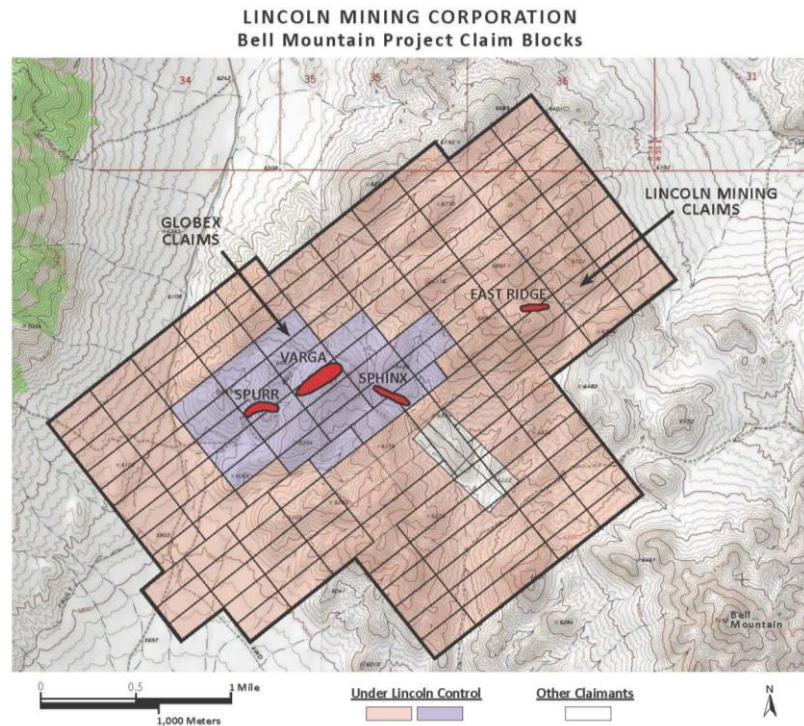 LINCOLN MINING CORPORATION
Bell Mountain Project Claim Blocks
34
35
36
31
GLOBEX
CLAIMS
LINCOLN MINING
CLAIMS
EAST RIDGE
VARGA
SPHINX
SPURR
Bell
Mountain
N
0
0.5
1 Mile
1,000 Meters
Under Lincoln Control
Other Claimants